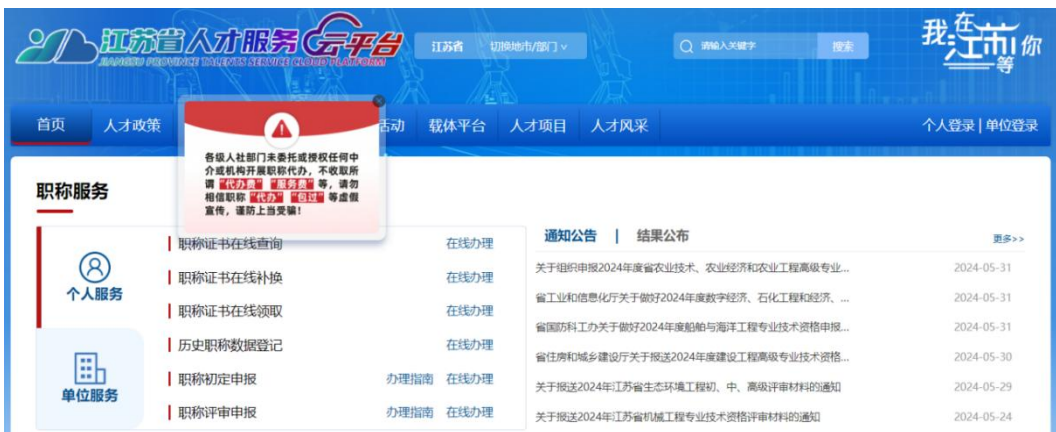 江苏省人才服务云平台
JIANGSU PROVINCE TALENTS SERVICE CLOUD PLATFORM
江苏省 切换地市/部门
请输入关键字 搜索
我在江苏等你
首页 人才政策 活动 载体平台 人才项目 人才风采 个人登录 | 单位登录
各级人社部门未委托或授权任何中
介或机构开展职称代办，不收取所
谓“代办费”“服务费”等，请勿
相信职称“代办”“包过”等虚假
宣传，谨防上当受骗！
职称服务
个人服务
单位服务
职称证书在线查询 在线办理
职称证书在线补换 在线办理
职称证书在线领取 在线办理
历史职称数据登记 在线办理
职称初定申报 办理指南 在线办理
职称评审申报 办理指南 在线办理
通知公告 | 结果公布 更多>>
关于组织申报2024年度省农业技术、农业经济和农业工程高级专业... 2024-05-31
省工业和信息化厅关于做好2024年度数字经济、石化工程和经济、... 2024-05-31
省国防科工办关于做好2024年度船舶与海洋工程专业技术资格申报... 2024-05-31
省住房和城乡建设厅关于报送2024年度建设工程高级专业技术资格... 2024-05-30
关于报送2024年江苏省生态环境工程初、中、高级评审材料的通知 2024-05-29
关于报送2024年江苏省机械工程专业技术资格评审材料的通知 2024-05-24